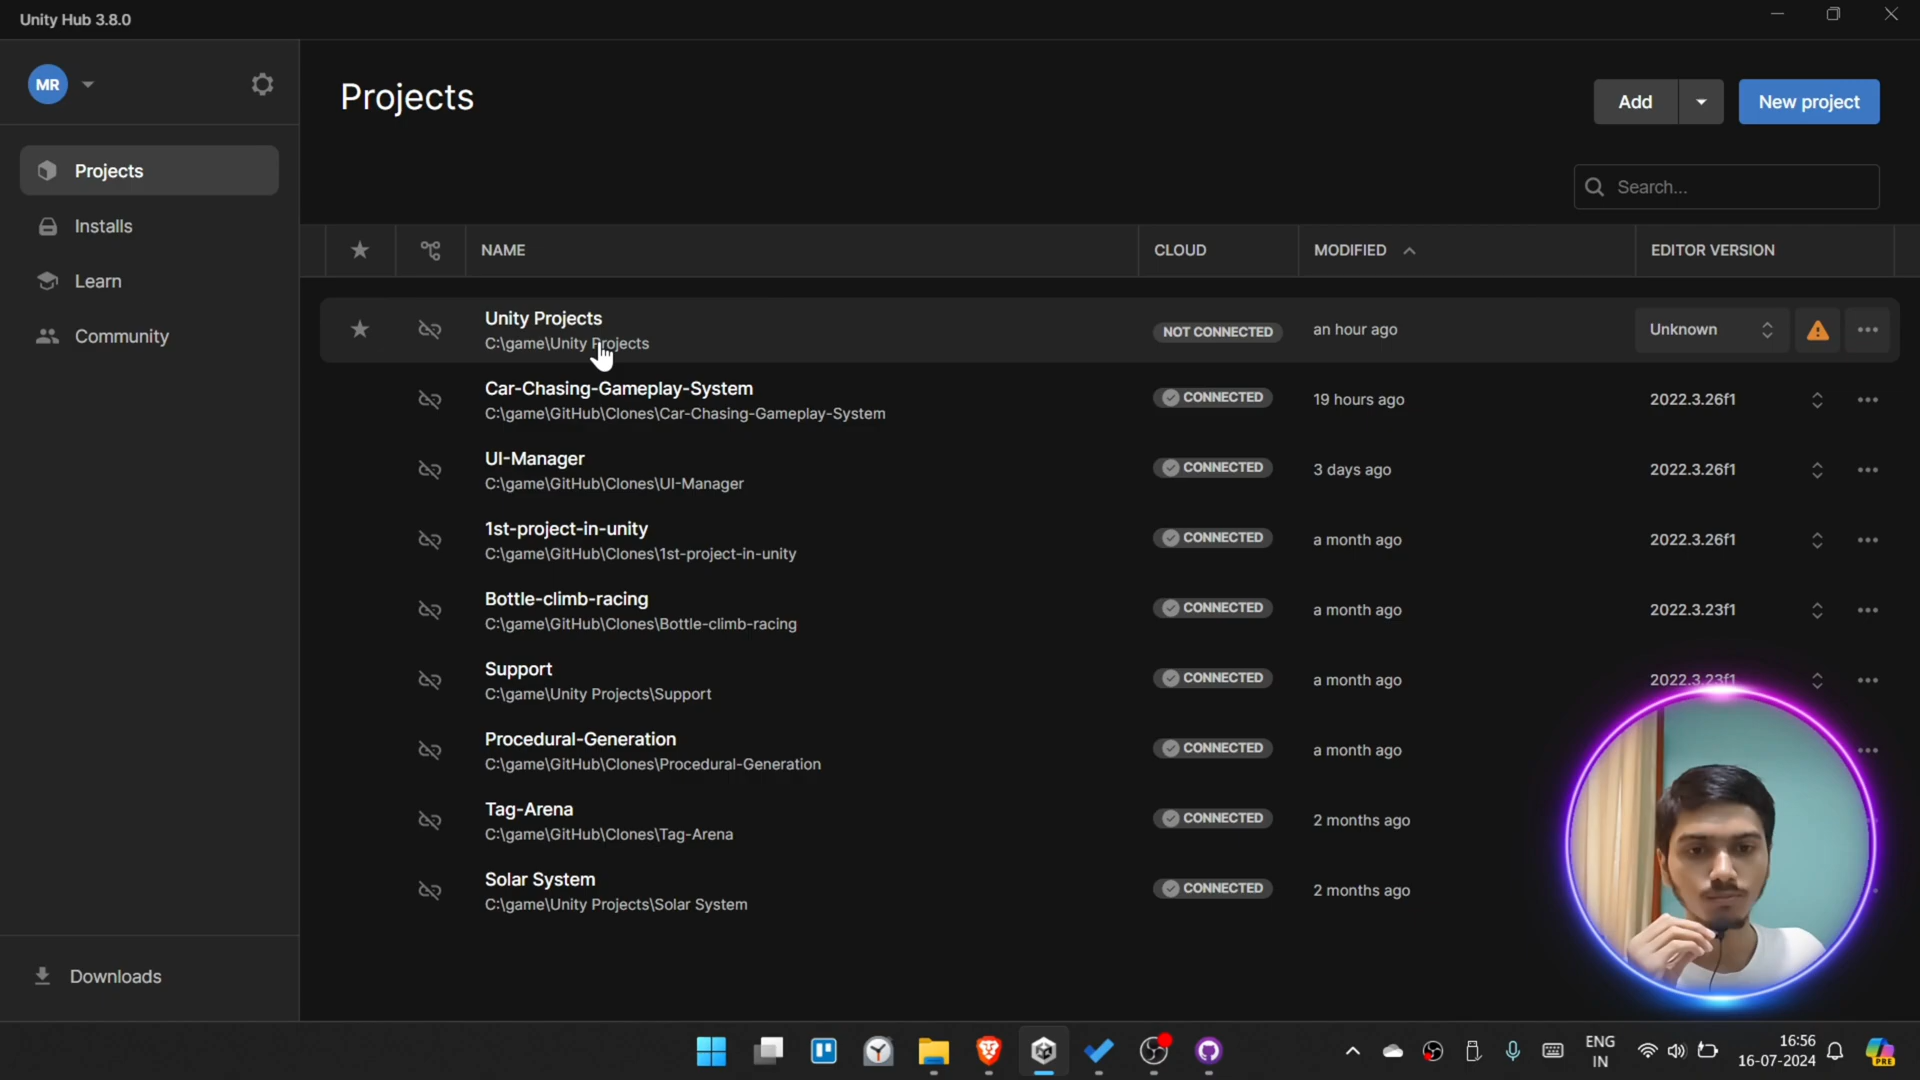 Unity Hub 3.8.0
MR
Projects
Installs
Learn
Community
Downloads
Projects
Add
New project
Search...
NAME
CLOUD
MODIFIED
EDITOR VERSION
Unity Projects
C:\game\Unity Projects
NOT CONNECTED
an hour ago
Unknown
Car-Chasing-Gameplay-System
C:\game\GitHub\Clones\Car-Chasing-Gameplay-System
CONNECTED
19 hours ago
2022.3.26f1
UI-Manager
C:\game\GitHub\Clones\UI-Manager
CONNECTED
3 days ago
2022.3.26f1
1st-project-in-unity
C:\game\GitHub\Clones\1st-project-in-unity
CONNECTED
a month ago
2022.3.26f1
Bottle-climb-racing
C:\game\GitHub\Clones\Bottle-climb-racing
CONNECTED
a month ago
2022.3.23f1
Support
C:\game\Unity Projects\Support
CONNECTED
a month ago
2022.3.23f1
Procedural-Generation
C:\game\GitHub\Clones\Procedural-Generation
CONNECTED
a month ago
Tag-Arena
C:\game\GitHub\Clones\Tag-Arena
CONNECTED
2 months ago
Solar System
C:\game\Unity Projects\Solar System
CONNECTED
2 months ago
ENG
IN
16:56
16-07-2024
PRE